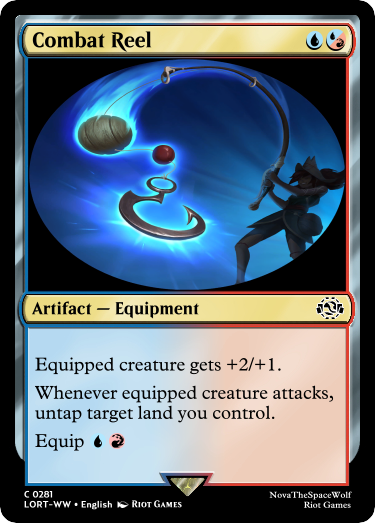 Combat Reel
Artifact — Equipment
Equipped creature gets +2/+1.
Whenever equipped creature attacks,
untap target land you control.
Equip
C 0281
LORT-WW • English RIOT GAMES
NovaTheSpaceWolf
Riot Games